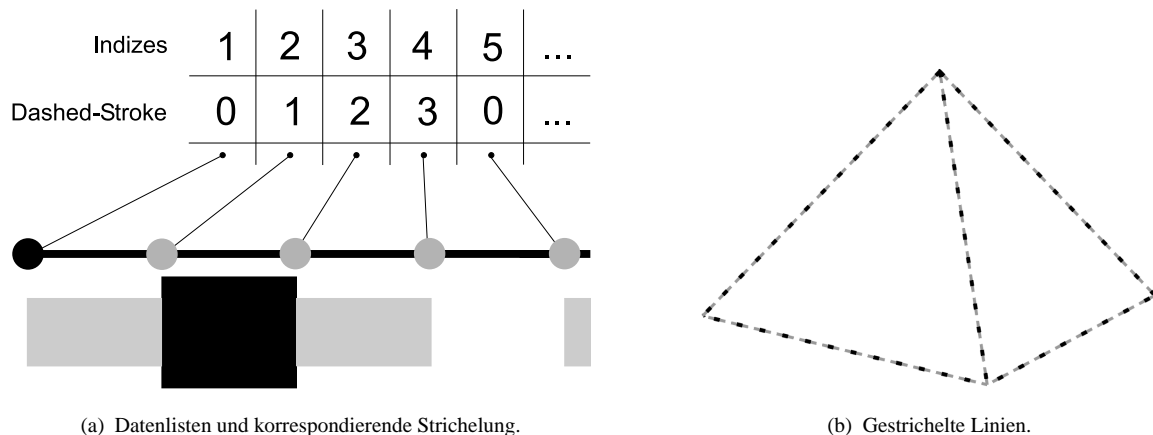 Indizes 1 2 3 4 5 ...
Dashed-Stroke 0 1 2 3 0 ...
(a) Datenlisten und korrespondierende Strichelung.
(b) Gestrichelte Linien.